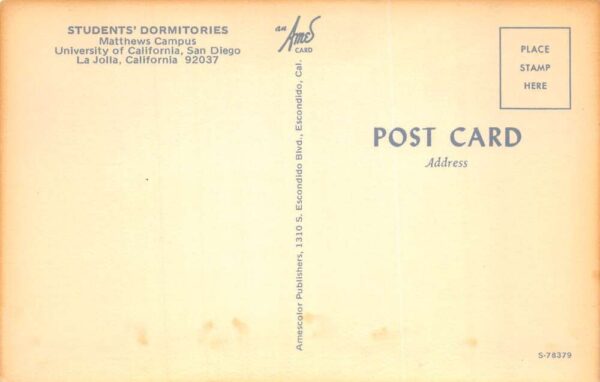 STUDENTS' DORMITORIES
Matthews Campus
University of California, San Diego
La Jolla, California 92037
an
Ames
CARD
Amescolor Publishers, 1310 S. Escondido Blvd., Escondido, Cal.
PLACE
STAMP
HERE
POST CARD
Address
S-78379